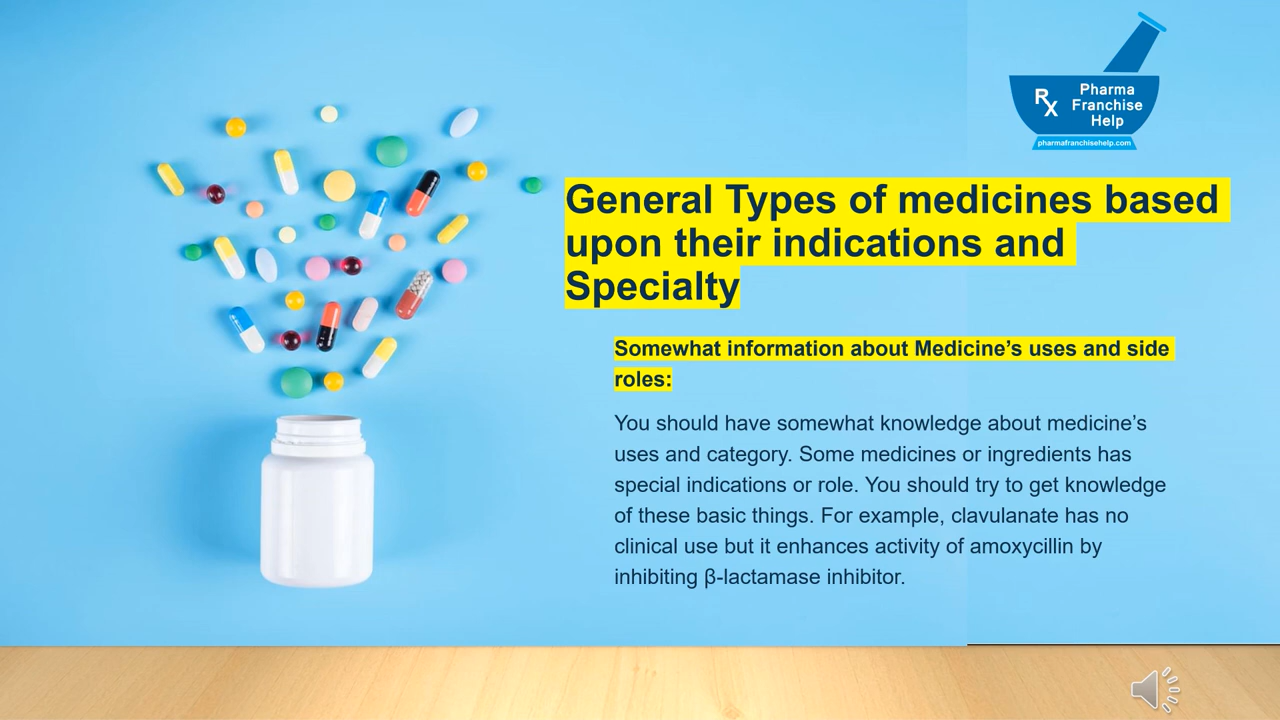 Rx
Pharma
Franchise
Help
pharmafranchisehelp.com
General Types of medicines based
upon their indications and
Specialty
Somewhat information about Medicine’s uses and side
roles:
You should have somewhat knowledge about medicine’s
uses and category. Some medicines or ingredients has
special indications or role. You should try to get knowledge
of these basic things. For example, clavulanate has no
clinical use but it enhances activity of amoxycillin by
inhibiting β-lactamase inhibitor.